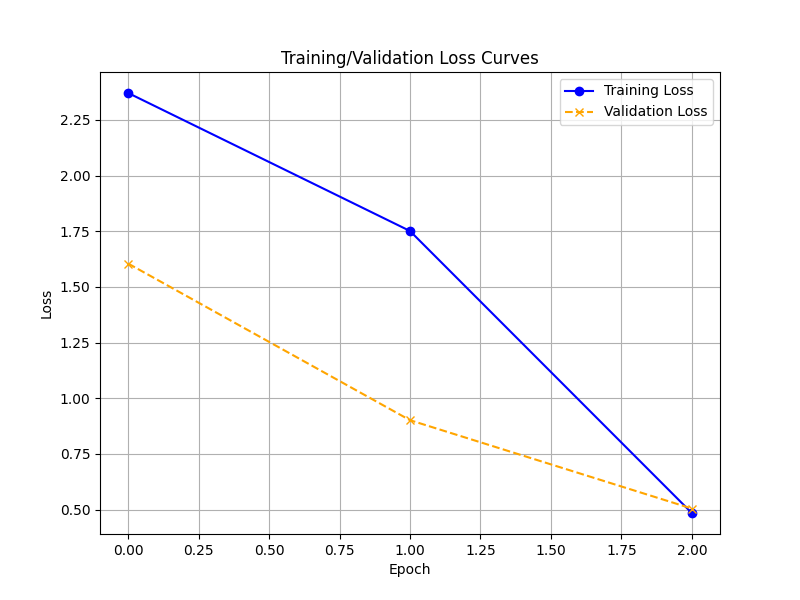 Training/Validation Loss Curves
Training Loss
Validation Loss
2.25
2.00
1.75
1.50
1.25
1.00
0.75
0.50
Loss
0.00 0.25 0.50 0.75 1.00 1.25 1.50 1.75 2.00
Epoch